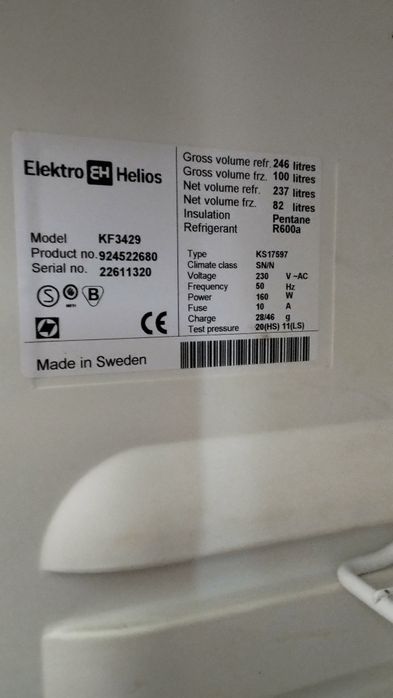 Elektro EH Helios
Model KF3429
Product no. 924522680
Serial no. 22611320
S B
CE
Made in Sweden
Gross volume refr. 246 litres
Gross volume frz. 100 litres
Net volume refr. 237 litres
Net volume frz. 82 litres
Insulation Pentane
Refrigerant R600a
Type KS17597
Climate class SN/N
Voltage 230 V ~AC
Frequency 50 Hz
Power 160 W
Fuse 10 A
Charge 28/46 g
Test pressure 20(HS) 11(LS)